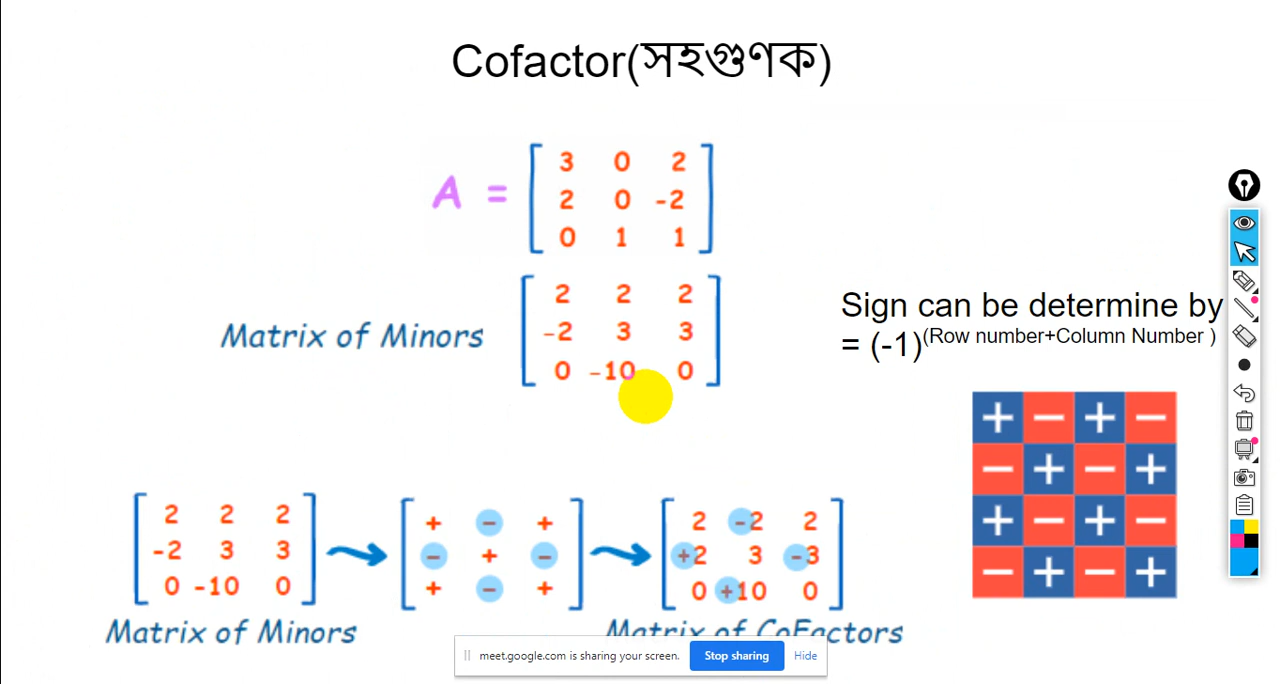 Cofactor(সহগুণক)
A = [ 3 0 2
2 0 -2
0 1 1 ]
Matrix of Minors [ 2 2 2
-2 3 3
0 -10 0 ]
Sign can be determine by
= (-1)^(Row number+Column Number )
+ − + −
− + − +
+ − + −
− + − +
[ 2 2 2
-2 3 3
0 -10 0 ]
Matrix of Minors
[ + − +
− + −
+ − + ]
[ 2 -2 2
+2 3 -3
0 +10 0 ]
Matrix of CoFactors
meet.google.com is sharing your screen. Stop sharing Hide